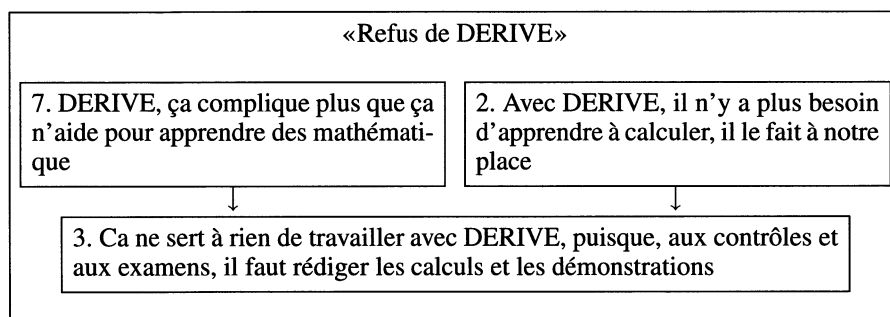 «Refus de DERIVE»
7. DERIVE, ça complique plus que ça
n'aide pour apprendre des mathémati-
que
2. Avec DERIVE, il n'y a plus besoin
d'apprendre à calculer, il le fait à notre
place
3. Ca ne sert à rien de travailler avec DERIVE, puisque, aux contrôles et
aux examens, il faut rédiger les calculs et les démonstrations